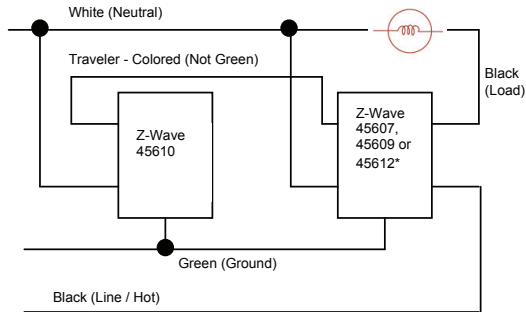 White (Neutral)
Traveler - Colored (Not Green)
Black
(Load)
Z-Wave
45610
Z-Wave
45607,
45609 or
45612*
Green (Ground)
Black (Line / Hot)